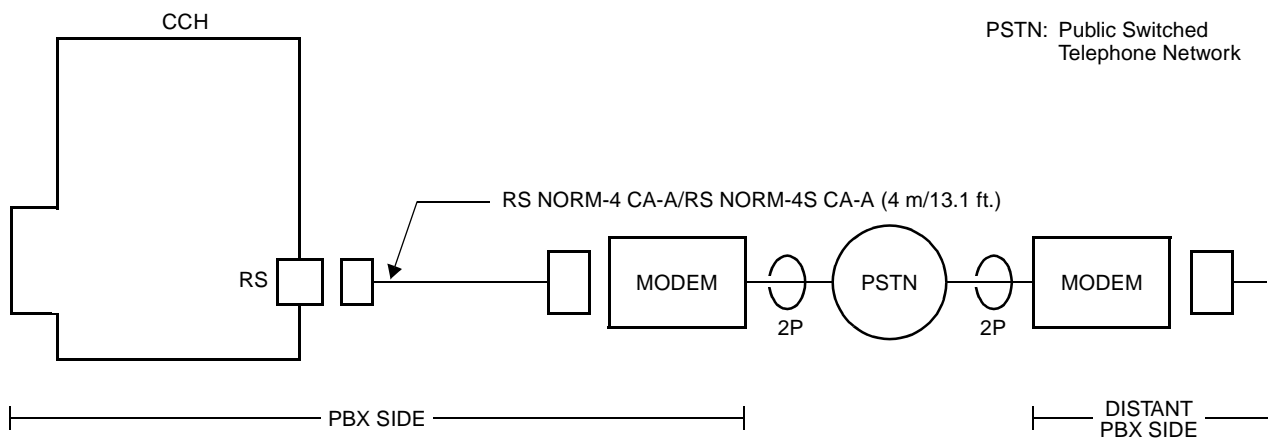 CCH
PSTN: Public Switched
Telephone Network
RS NORM-4 CA-A/RS NORM-4S CA-A (4 m/13.1 ft.)
RS
MODEM
PSTN
MODEM
2P
2P
PBX SIDE
DISTANT
PBX SIDE